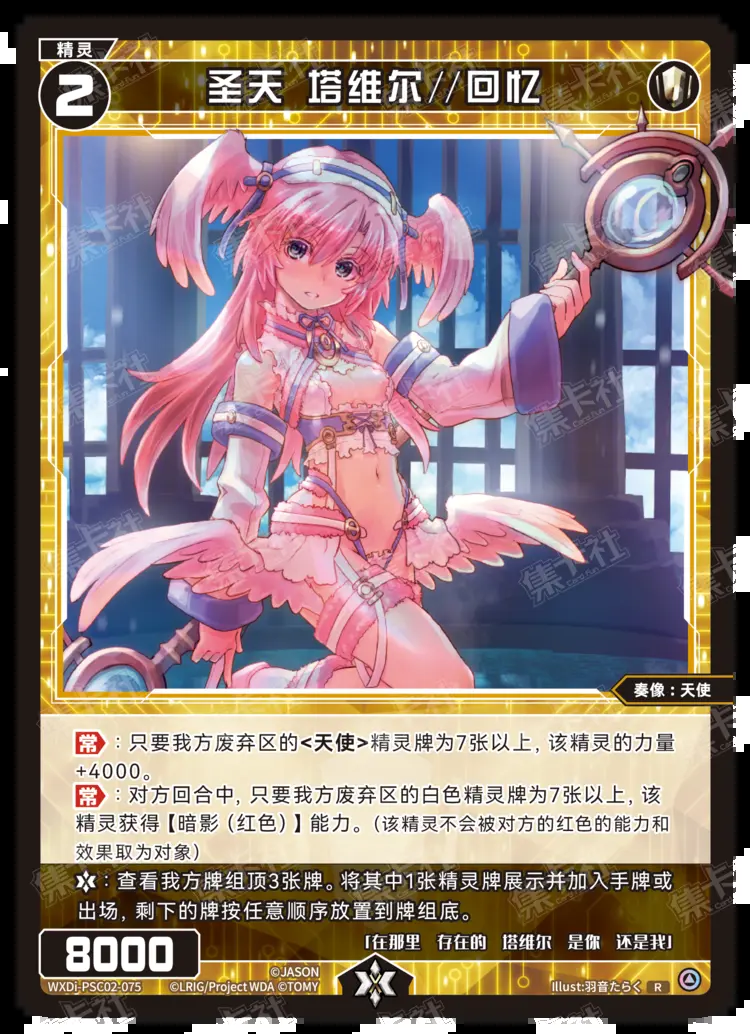 精灵
2
圣天 塔维尔//回忆
奏像：天使
常：只要我方废弃区的<天使>精灵牌为7张以上，该精灵的力量
+4000。
常：对方回合中，只要我方废弃区的白色精灵牌为7张以上，该
精灵获得【暗影（红色）】能力。（该精灵不会被对方的红色的能力和
效果取为对象）
：查看我方牌组顶3张牌。将其中1张精灵牌展示并加入手牌或
出场，剩下的牌按任意顺序放置到牌组底。
「在那里 存在的 塔维尔 是你 还是我」
8000
©JASON
WXDi-PSC02-075 ©LRIG/Project WDA ©TOMY Illust:羽音たらく R
集卡社